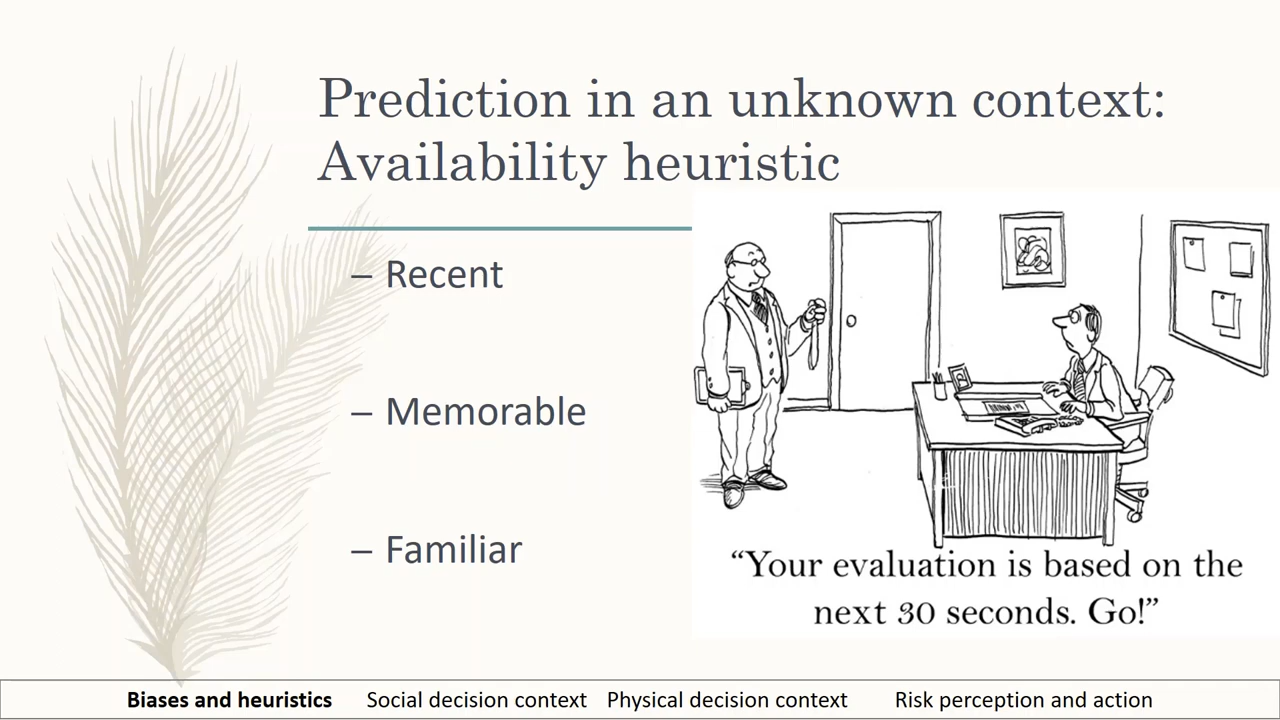 Prediction in an unknown context:
Availability heuristic
– Recent
– Memorable
– Familiar
“Your evaluation is based on the
next 30 seconds. Go!”
Biases and heuristics Social decision context Physical decision context Risk perception and action